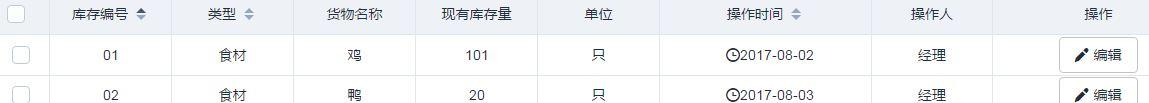 库存编号 类型 货物名称 现有库存量 单位 操作时间 操作人 操作
01 食材 鸡 101 只 2017-08-02 经理 编辑
02 食材 鸭 20 只 2017-08-03 经理 编辑